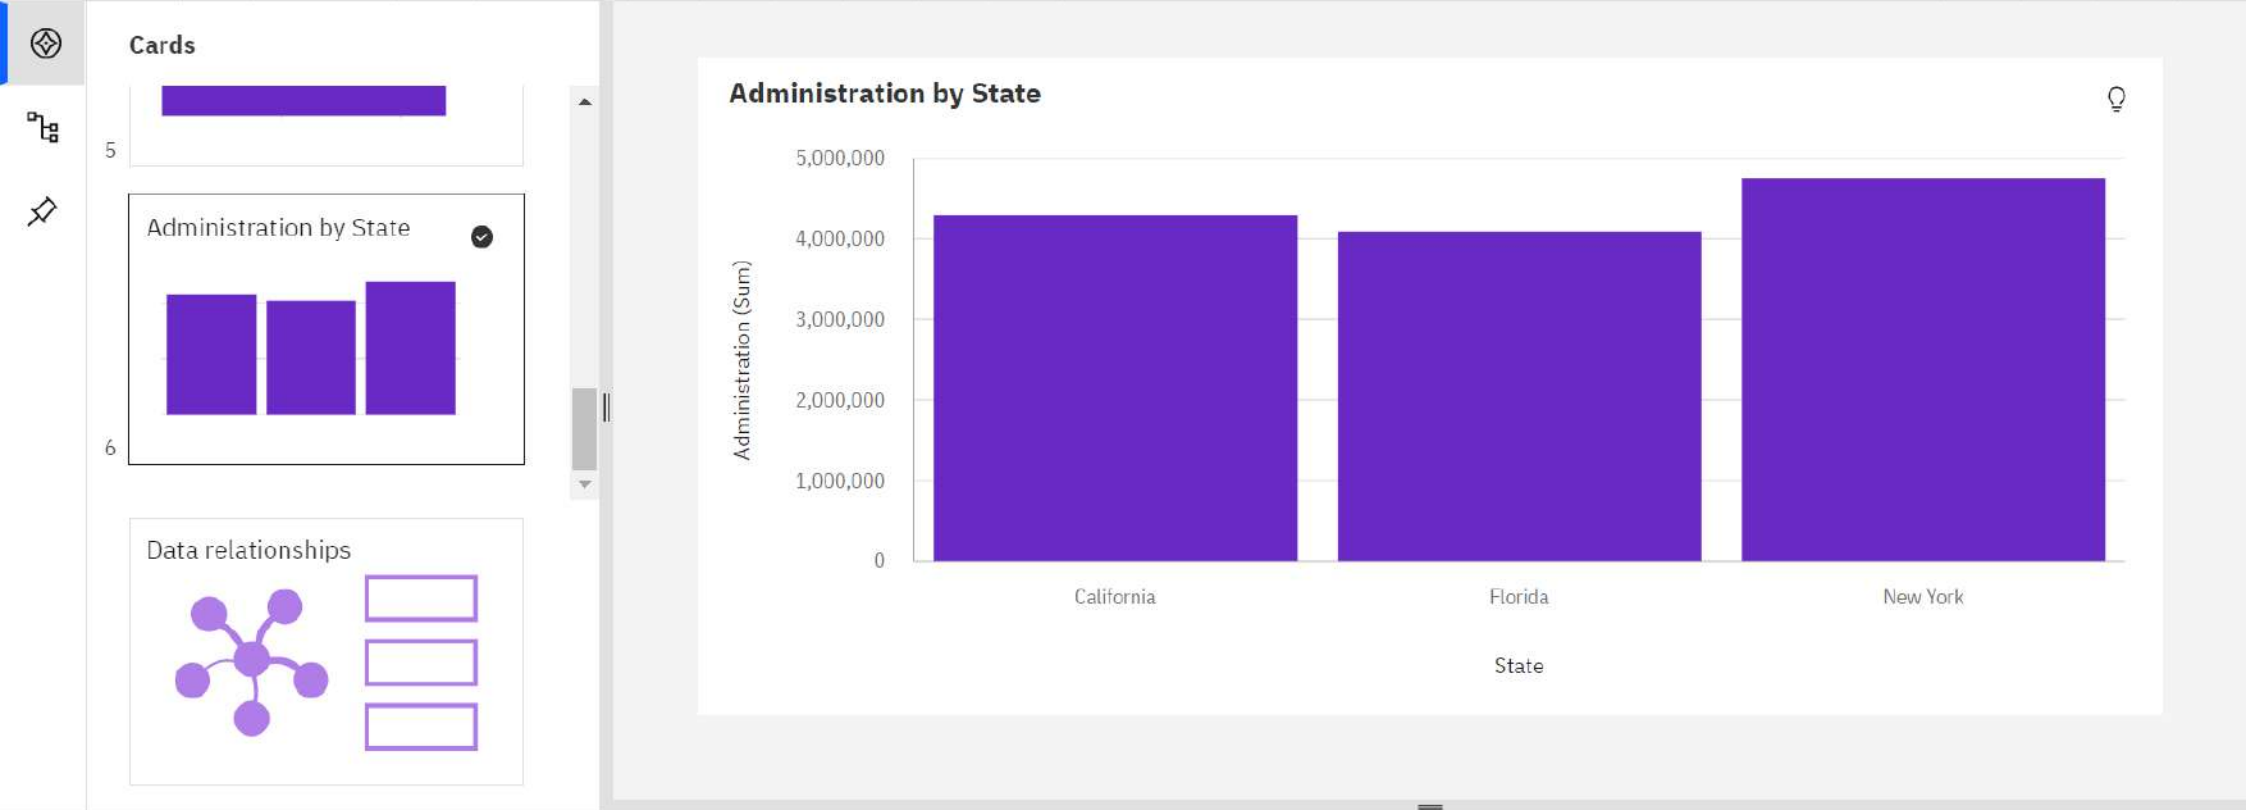 Cards
5
Administration by State
6
Data relationships
Administration by State
5,000,000
4,000,000
3,000,000
2,000,000
1,000,000
0
Administration (Sum)
California
Florida
New York
State